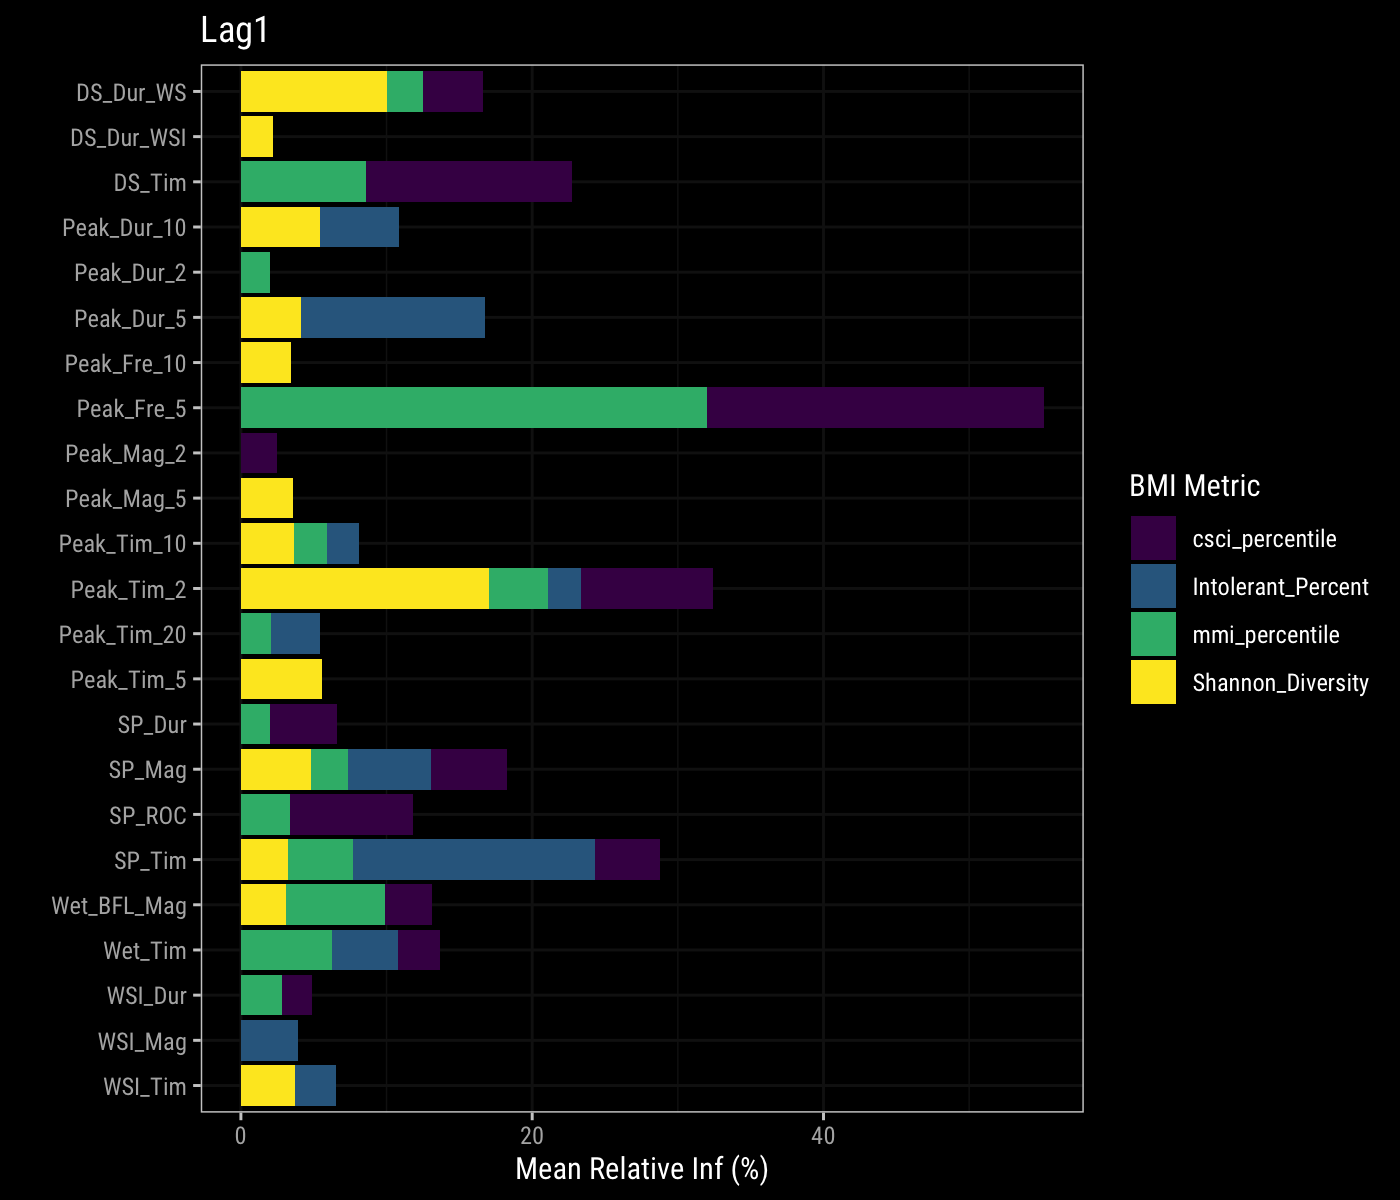 Lag1
DS_Dur_WS
DS_Dur_WSI
DS_Tim
Peak_Dur_10
Peak_Dur_2
Peak_Dur_5
Peak_Fre_10
Peak_Fre_5
Peak_Mag_2
Peak_Mag_5
Peak_Tim_10
Peak_Tim_2
Peak_Tim_20
Peak_Tim_5
SP_Dur
SP_Mag
SP_ROC
SP_Tim
Wet_BFL_Mag
Wet_Tim
WSI_Dur
WSI_Mag
WSI_Tim
0 20 40
Mean Relative Inf (%)
BMI Metric
csci_percentile
Intolerant_Percent
mmi_percentile
Shannon_Diversity